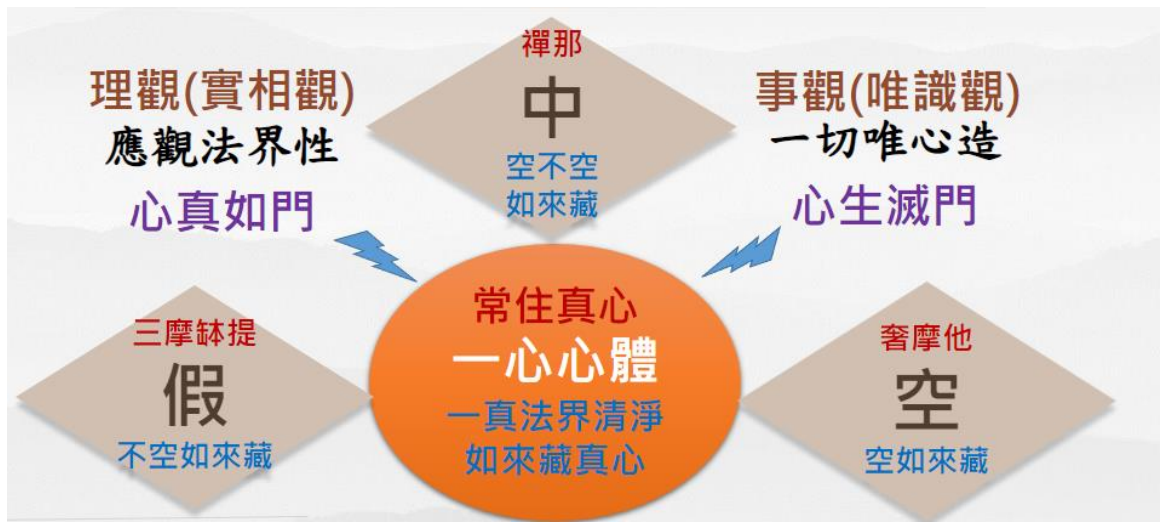 禪那
中
空不空
如來藏
理觀(實相觀)
應觀法界性
心真如門
事觀(唯識觀)
一切唯心造
心生滅門
三摩缽提
假
不空如來藏
常住真心
一心心體
一真法界清淨
如來藏真心
奢摩他
空
空如來藏